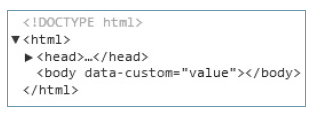 <!DOCTYPE html>
▼<html>
▶<head>…</head>
<body data-custom="value"></body>
</html>